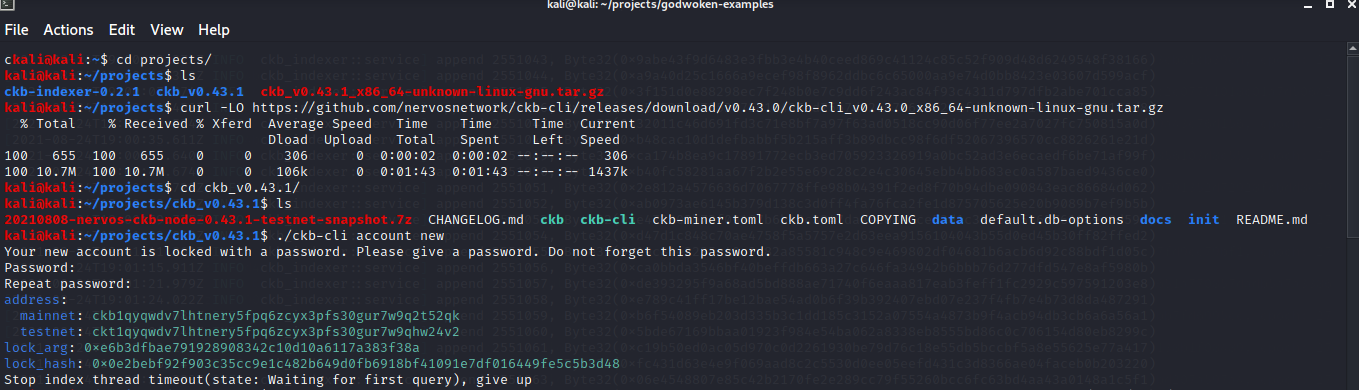 kali@kali: ~/projects/godwoken-examples
File Actions Edit View Help
ckali@kali:~$ cd projects/
kali@kali:~/projects$ ls
ckb-indexer-0.2.1 ckb_v0.43.1 ckb_v0.43.1_x86_64-unknown-linux-gnu.tar.gz
kali@kali:~/projects$ curl -LO https://github.com/nervosnetwork/ckb-cli/releases/download/v0.43.0/ckb-cli_v0.43.0_x86_64-unknown-linux-gnu.tar.gz
% Total % Received % Xferd Average Speed Time Time Time Current
Dload Upload Total Spent Left Speed
100 655 100 655 0 0 306 0 0:00:02 0:00:02 --:--:-- 306
100 10.7M 100 10.7M 0 0 106k 0 0:01:43 0:01:43 --:--:-- 1437k
kali@kali:~/projects$ cd ckb_v0.43.1/
kali@kali:~/projects/ckb_v0.43.1$ ls
20210808-nervos-ckb-node-0.43.1-testnet-snapshot.7z CHANGELOG.md ckb ckb-cli ckb-miner.toml ckb.toml COPYING data default.db-options docs init README.md
kali@kali:~/projects/ckb_v0.43.1$ ./ckb-cli account new
Your new account is locked with a password. Please give a password. Do not forget this password.
Password:
Repeat password:
address:
mainnet: ckb1qyqwdv7lhtnery5fpq6zcyx3pfs30gur7w9q2t52qk
testnet: ckt1qyqwdv7lhtnery5fpq6zcyx3pfs30gur7w9qhw24v2
lock_arg: 0×e6b3dfbae791928908342c10d10a6117a383f38a
lock_hash: 0×0e2bebf92f903c35cc9e1c482b649d0fb6918bf41091e7df016449fe5c5b3d48
Stop index thread timeout(state: Waiting for first query), give up